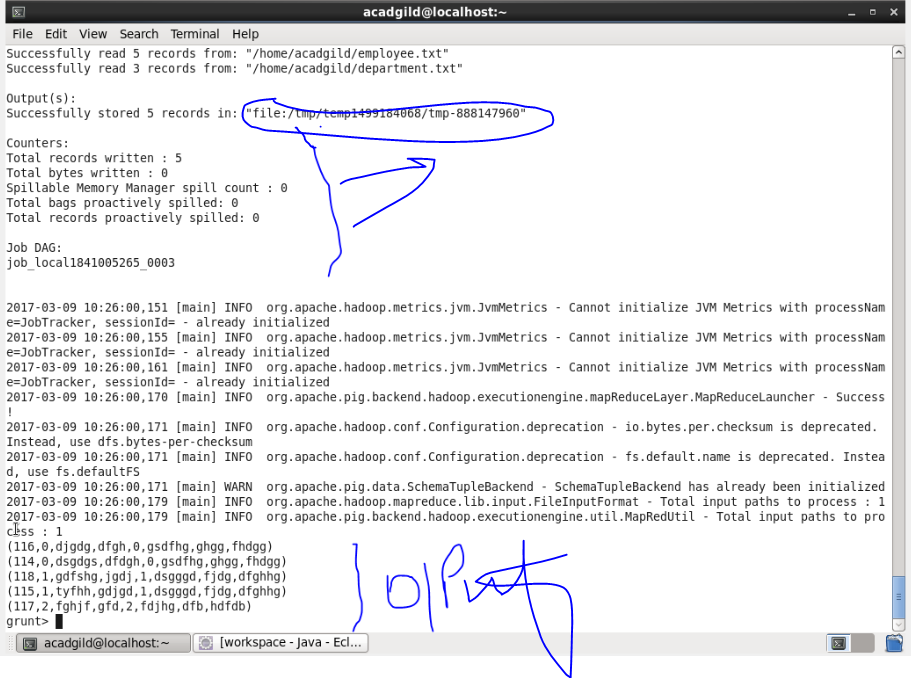 acadgild@localhost:~
File Edit View Search Terminal Help
Successfully read 5 records from: "/home/acadgild/employee.txt"
Successfully read 3 records from: "/home/acadgild/department.txt"
Output(s):
Successfully stored 5 records in: "file:/tmp/temp1499184068/tmp-888147960"
Counters:
Total records written : 5
Total bytes written : 0
Spillable Memory Manager spill count : 0
Total bags proactively spilled: 0
Total records proactively spilled: 0
Job DAG:
job_local1841005265_0003
2017-03-09 10:26:00,151 [main] INFO  org.apache.hadoop.metrics.jvm.JvmMetrics - Cannot initialize JVM Metrics with processNam
e=JobTracker, sessionId= - already initialized
2017-03-09 10:26:00,155 [main] INFO  org.apache.hadoop.metrics.jvm.JvmMetrics - Cannot initialize JVM Metrics with processNam
e=JobTracker, sessionId= - already initialized
2017-03-09 10:26:00,161 [main] INFO  org.apache.hadoop.metrics.jvm.JvmMetrics - Cannot initialize JVM Metrics with processNam
e=JobTracker, sessionId= - already initialized
2017-03-09 10:26:00,170 [main] INFO  org.apache.pig.backend.hadoop.executionengine.mapReduceLayer.MapReduceLauncher - Success
!
2017-03-09 10:26:00,171 [main] INFO  org.apache.hadoop.conf.Configuration.deprecation - io.bytes.per.checksum is deprecated.
Instead, use dfs.bytes-per-checksum
2017-03-09 10:26:00,171 [main] INFO  org.apache.hadoop.conf.Configuration.deprecation - fs.default.name is deprecated. Instea
d, use fs.defaultFS
2017-03-09 10:26:00,171 [main] WARN  org.apache.pig.data.SchemaTupleBackend - SchemaTupleBackend has already been initialized
2017-03-09 10:26:00,179 [main] INFO  org.apache.hadoop.mapreduce.lib.input.FileInputFormat - Total input paths to process : 1
2017-03-09 10:26:00,179 [main] INFO  org.apache.pig.backend.hadoop.executionengine.util.MapRedUtil - Total input paths to pro
cess : 1
(116,0,djgdg,dfgh,0,gsdfhg,ghgg,fhdgg)
(114,0,dsgdgs,dfdgh,0,gsdfhg,ghgg,fhdgg)
(118,1,gdfshg,jgdj,1,dsgggd,fjdg,dfghhg)
(115,1,tyfhh,gdjgd,1,dsgggd,fjdg,dfghhg)
(117,2,fghjf,gfd,2,fdjhg,dfb,hdfdb)
grunt>
acadgild@localhost:~ [workspace - Java - Ecl...